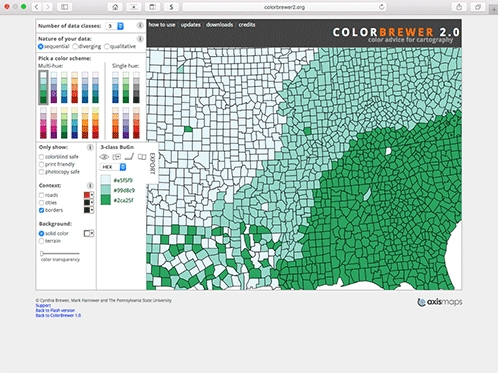 colorbrewer2.org
Number of data classes: 3
how to use | updates | downloads | credits
COLORBREWER 2.0
color advice for cartography
Nature of your data:
sequential diverging qualitative
Pick a color scheme:
Multi-hue: Single hue:
Only show:
colorblind safe
print friendly
photocopy safe
3-class BuGn
EXPORT
HEX
#e5f5f9
#99d8c9
#2ca25f
Context:
roads
cities
borders
Background:
solid color
terrain
color transparency
© Cynthia Brewer, Mark Harrower and The Pennsylvania State University
Support
Back to Flash version
Back to ColorBrewer 1.0
axismaps